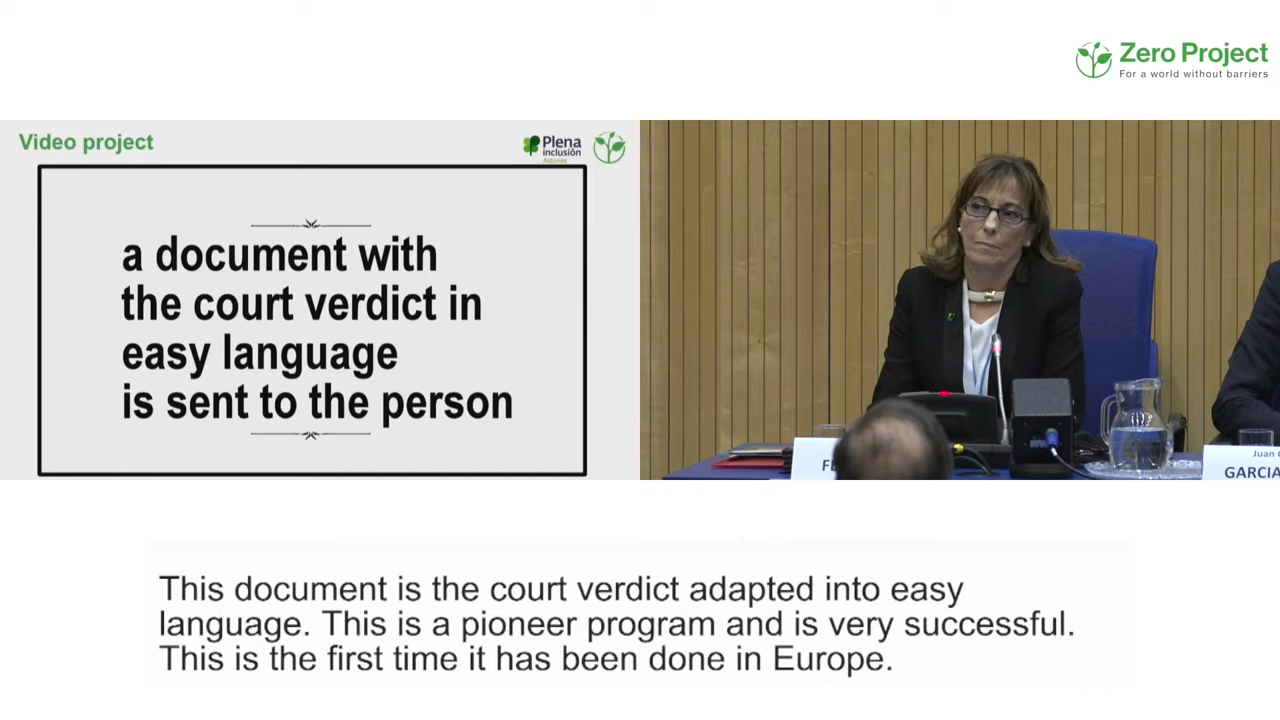 Zero Project
For a world without barriers
Video project
Plena
inclusión
Asturias
a document with
the court verdict in
easy language
is sent to the person
Juan
GARCIA
This document is the court verdict adapted into easy
language. This is a pioneer program and is very successful.
This is the first time it has been done in Europe.